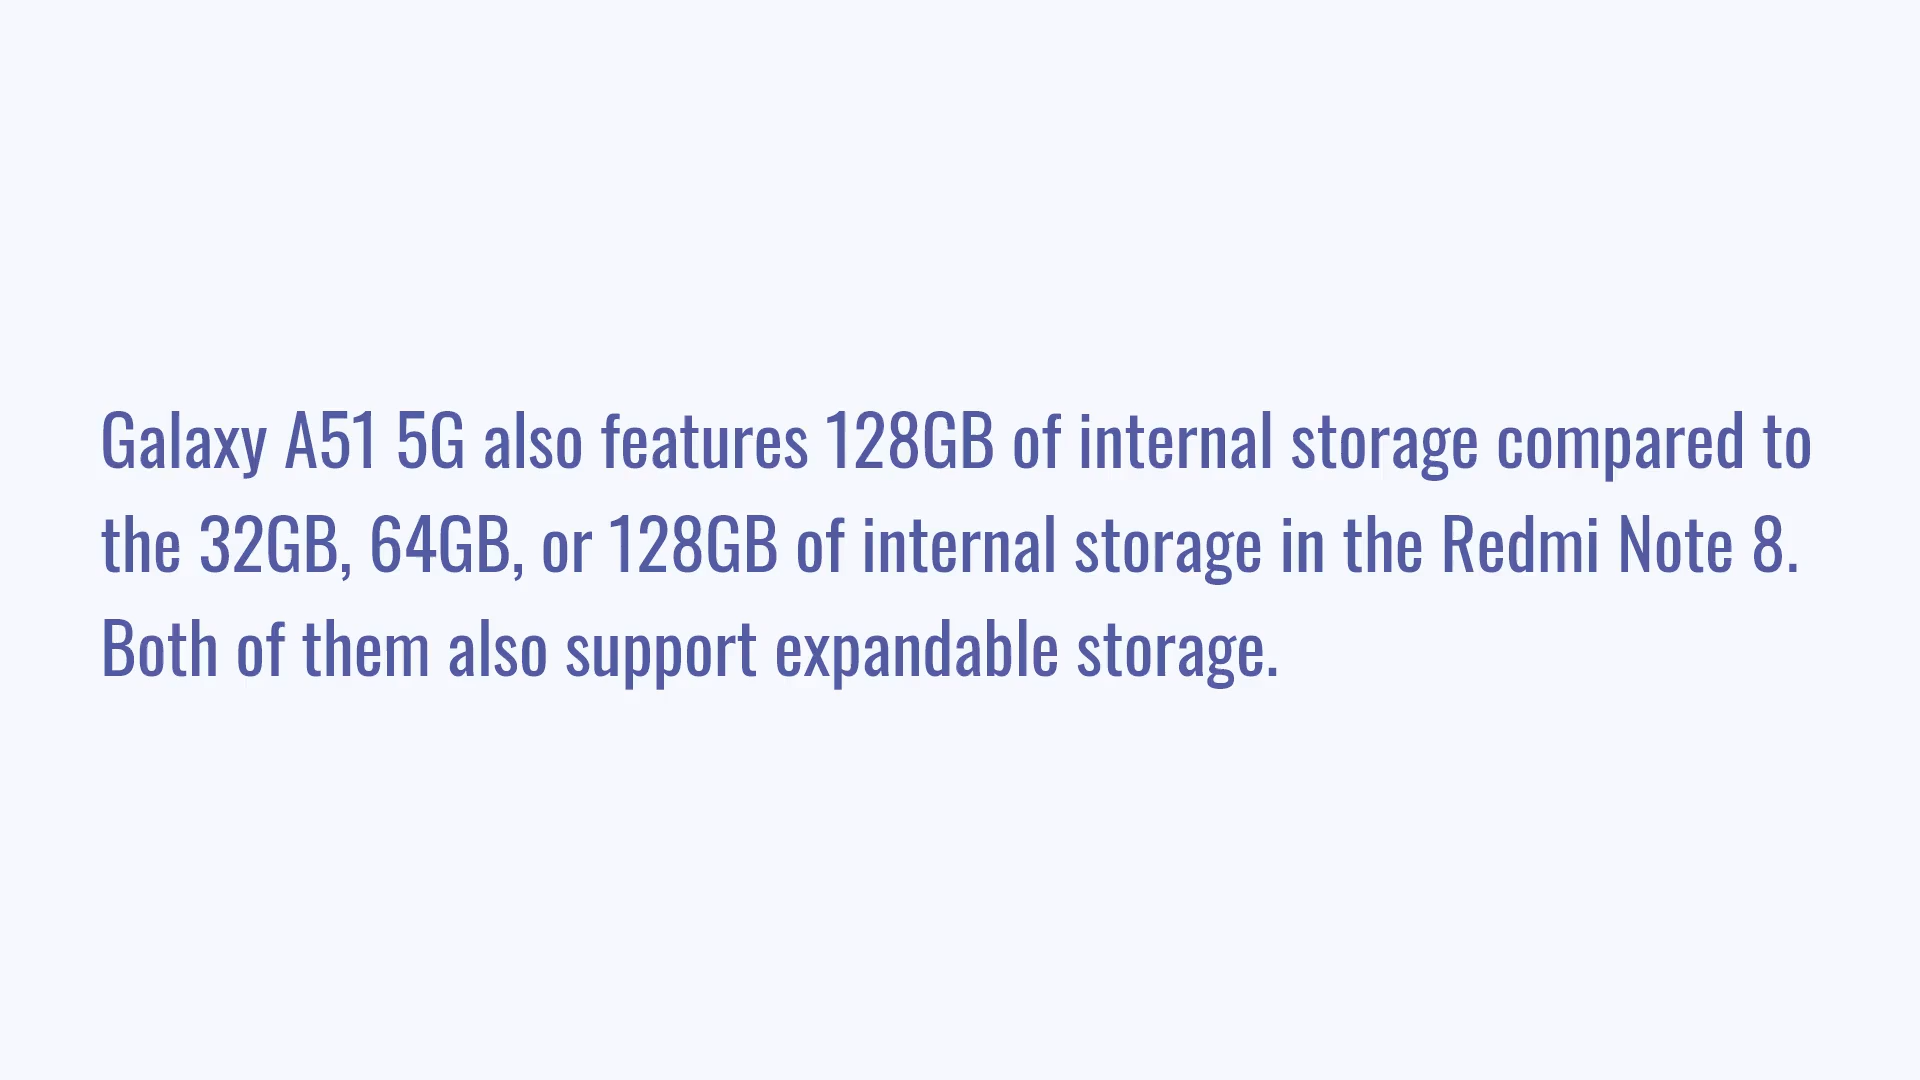 Galaxy A51 5G also features 128GB of internal storage compared to
the 32GB, 64GB, or 128GB of internal storage in the Redmi Note 8.
Both of them also support expandable storage.